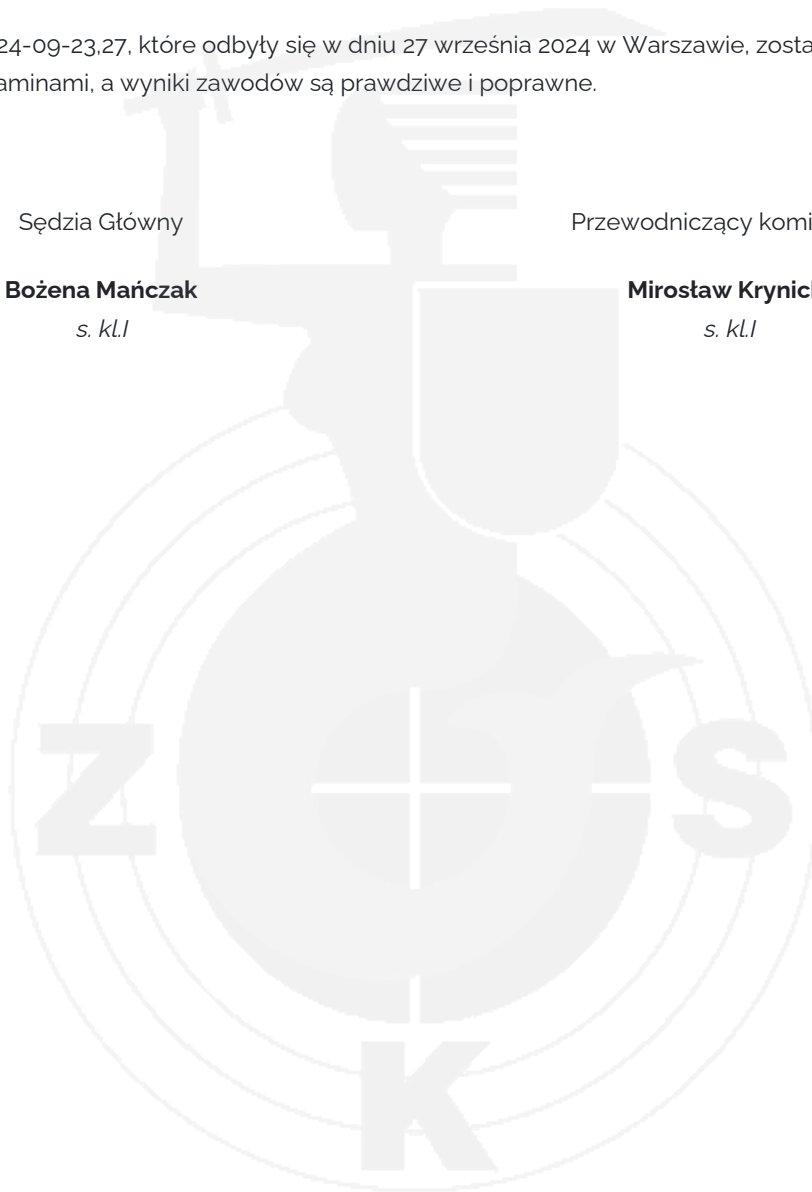 24-09-23,27, które odbyły się w dniu 27 września 2024 w Warszawie, zosta
aminami, a wyniki zawodów są prawdziwe i poprawne.
Sędzia Główny
Przewodniczący komi
Bożena Mańczak
Mirosław Krynic
s. kl.I
s. kl.I
Z
S
K